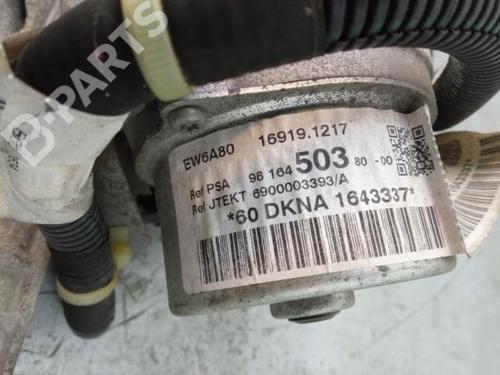 B-PARTS
EW6A80 16919.1217
Ref PSA 98 164 503 80-00
Ref JTEKT 6900003393/A
*60 DKNA 1643337*